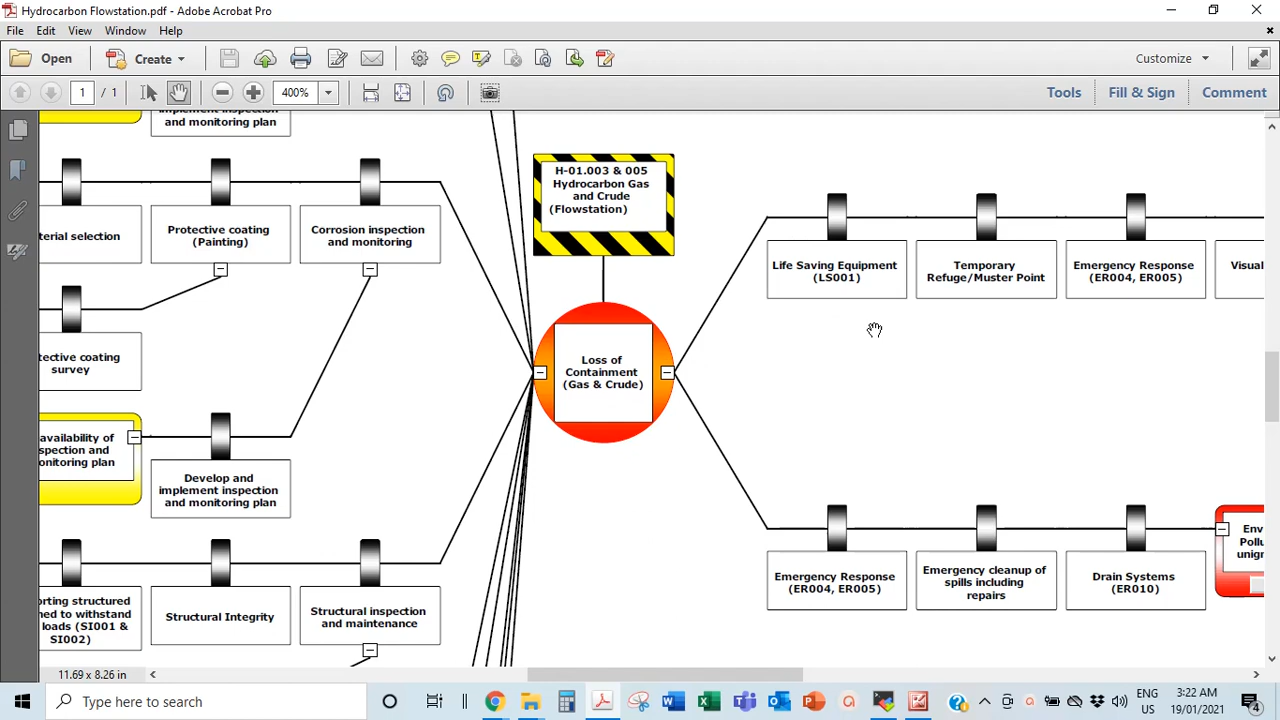 Hydrocarbon Flowstation.pdf - Adobe Acrobat Pro
File Edit View Window Help
Open Create Customize
1 / 1 400% Tools Fill & Sign Comment
and monitoring plan
H-01.003 & 005
Hydrocarbon Gas
and Crude
(Flowstation)
terial selection
Protective coating
(Painting)
Corrosion inspection
and monitoring
Life Saving Equipment
(LS001)
Temporary
Refuge/Muster Point
Emergency Response
(ER004, ER005)
Visual
Loss of
Containment
(Gas & Crude)
tective coating
survey
availability of
spection and
onitoring plan
Develop and
implement inspection
and monitoring plan
Emergency Response
(ER004, ER005)
Emergency cleanup of
spills including
repairs
Drain Systems
(ER010)
Env
Pollu
unign
orting structured
ned to withstand
loads (SI001 &
SI002)
Structural Integrity
Structural inspection
and maintenance
11.69 x 8.26 in
Type here to search
ENG
US
3:22 AM
19/01/2021
4